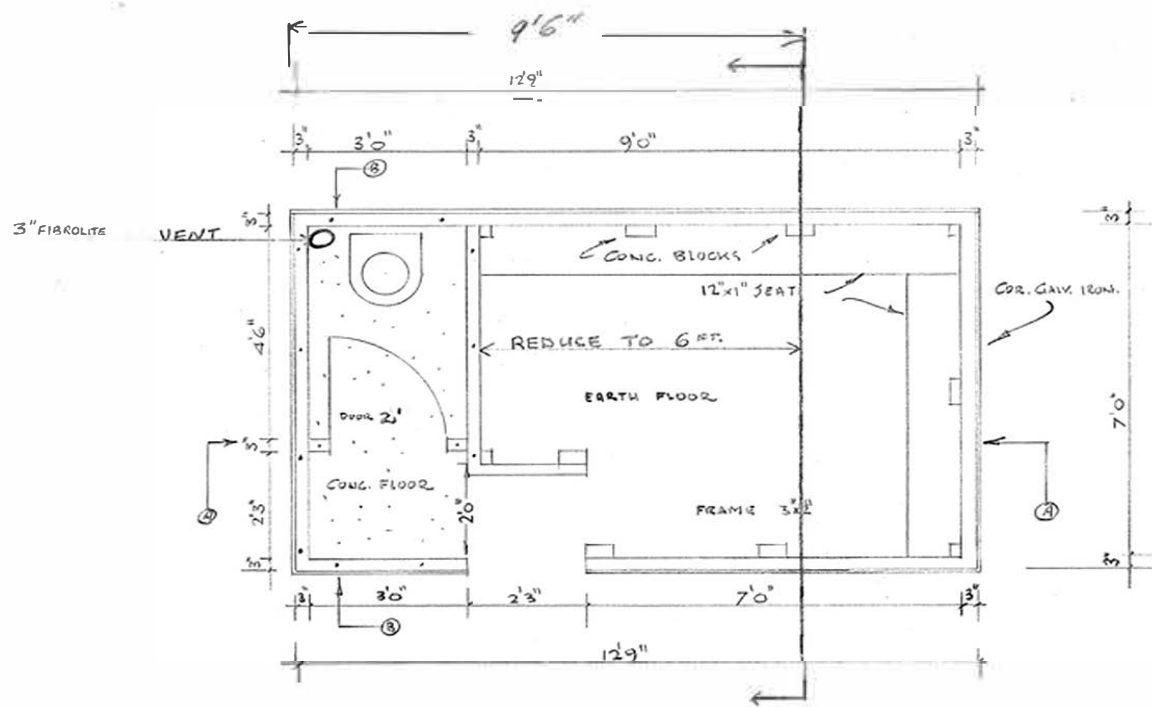 9'6"
12'9"
3" 3'0" 3" 9'0" 3"
B
3" FIBROLITE VENT
3"
3"
CONC. BLOCKS
12"x1" SEAT
COR. GALV. IRON.
4'6"
REDUCE TO 6 FT.
EARTH FLOOR
7'0"
DOOR 2'
3"
CONC. FLOOR
2'0"
2'3"
FRAME 3"x
A
A
3"
3"
3" 3'0" 2'3" 7'0" 3"
B
12'9"